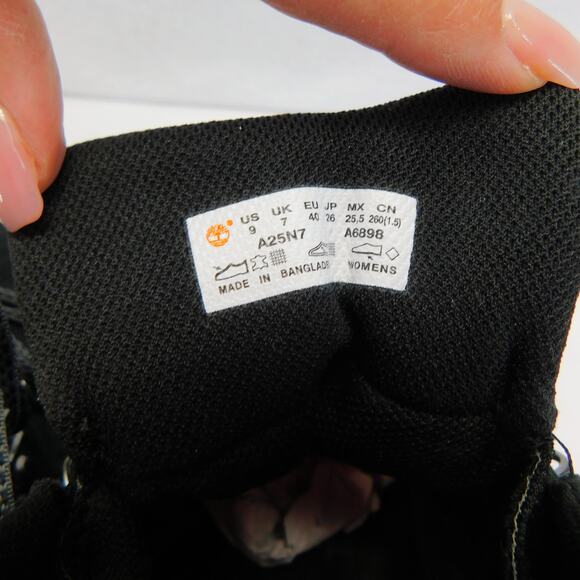 US UK EU JP MX CN
9 7 40 26 25,5 260(1.5)
A25N7 A6898
MADE IN BANGLADE WOMENS